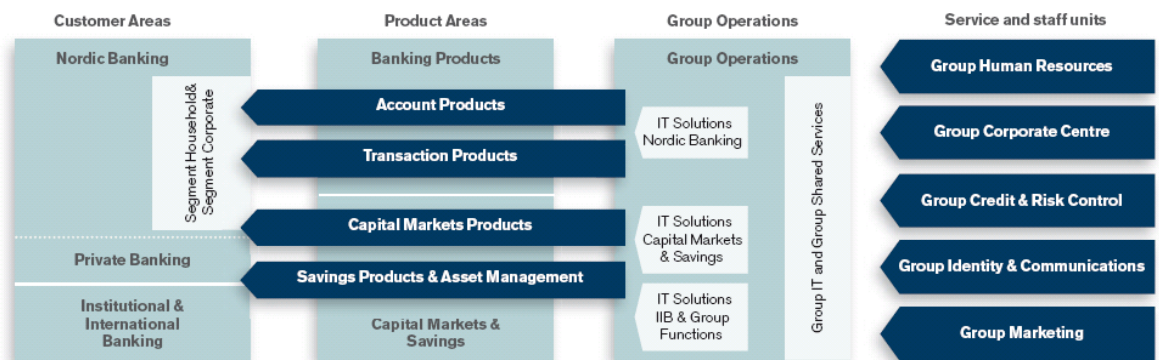 Customer Areas
Nordic Banking
Segment Household&
Segment Corporate
Private Banking
Institutional &
International
Banking
Product Areas
Banking Products
Account Products
Transaction Products
Capital Markets Products
Savings Products & Asset Management
Capital Markets &
Savings
Group Operations
Group Operations
IT Solutions
Nordic Banking
IT Solutions
Capital Markets
& Savings
IT Solutions
IIB & Group
Functions
Group IT and Group Shared Services
Service and staff units
Group Human Resources
Group Corporate Centre
Group Credit & Risk Control
Group Identity & Communications
Group Marketing